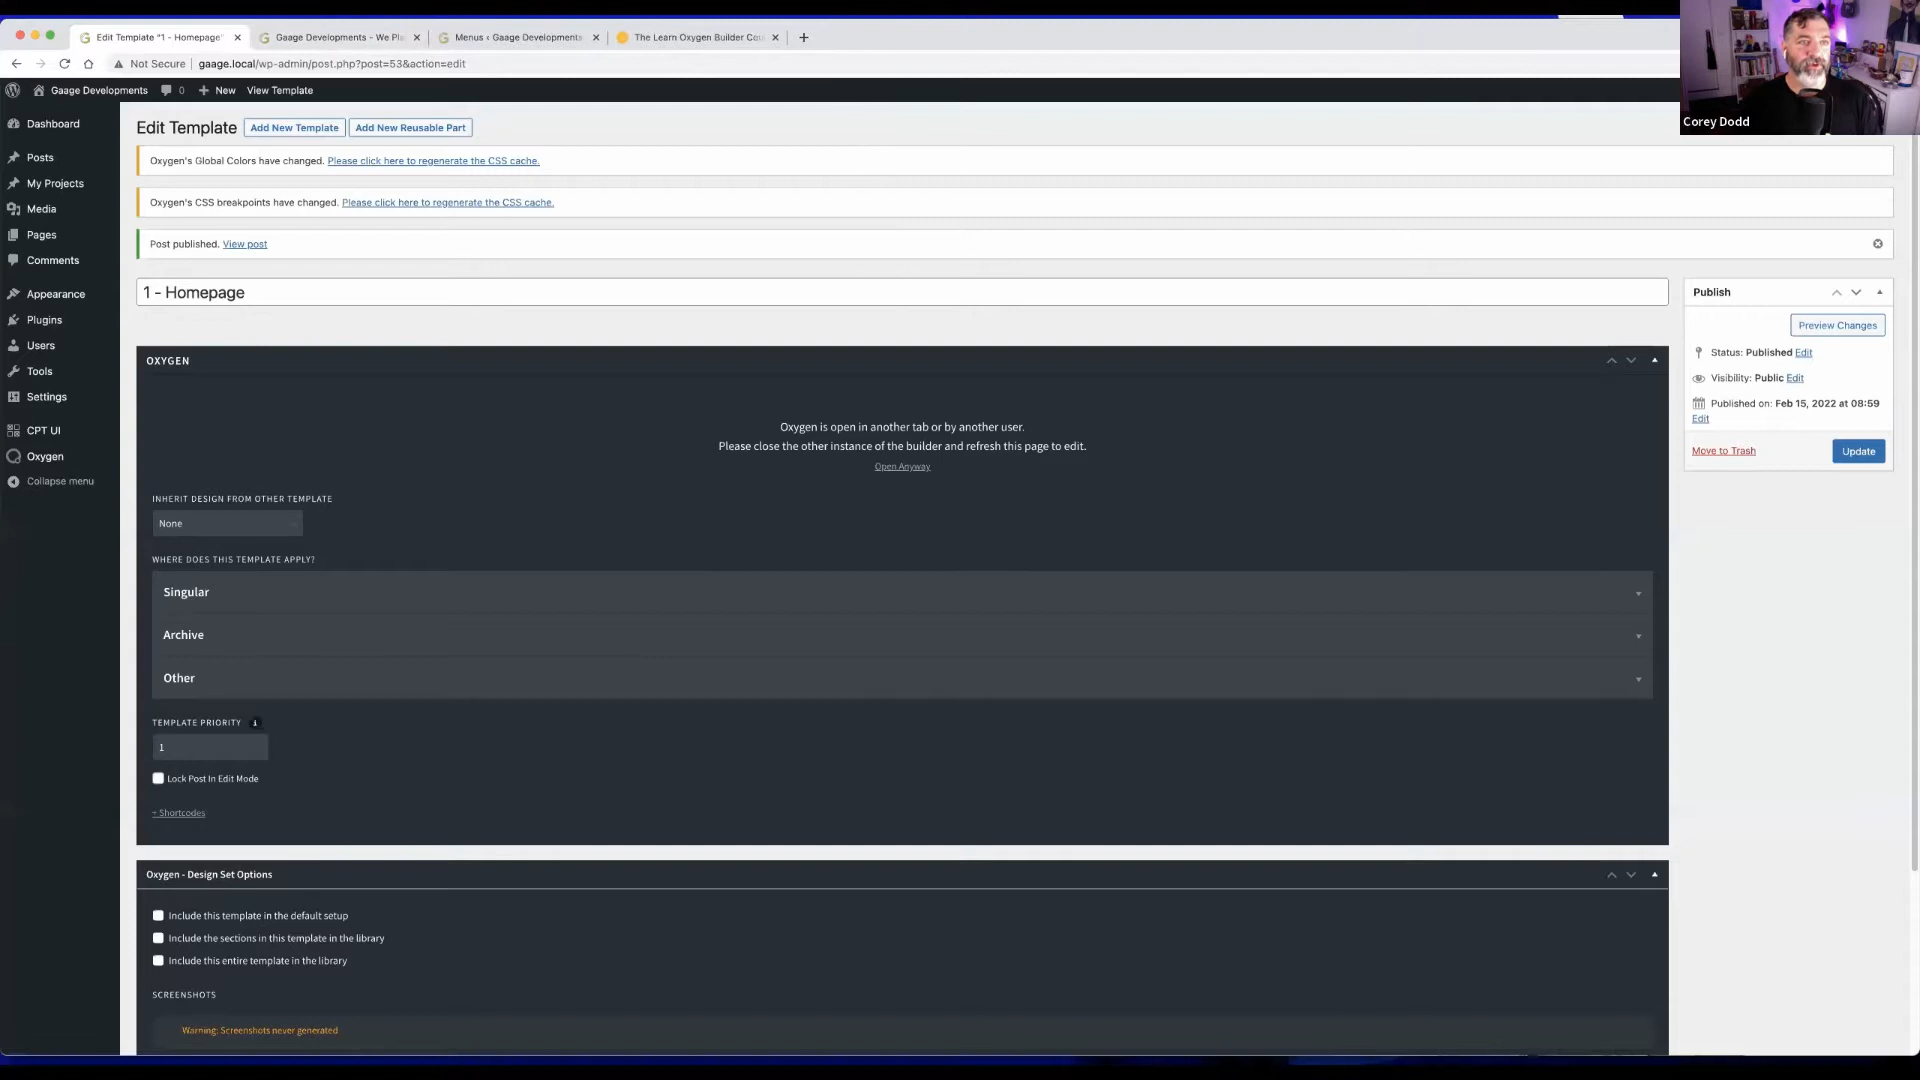 Edit Template "1 - Homepage"
Gaage Developments - We Pla
Menus ‹ Gaage Developments
The Learn Oxygen Builder Cou
Not Secure
gaage.local/wp-admin/post.php?post=53&action=edit
Gaage Developments
0
New
View Template
Corey Dodd
Dashboard
Posts
My Projects
Media
Pages
Comments
Appearance
Plugins
Users
Tools
Settings
CPT UI
Oxygen
Collapse menu
Edit Template
Add New Template
Add New Reusable Part
Oxygen's Global Colors have changed. Please click here to regenerate the CSS cache.
Oxygen's CSS breakpoints have changed. Please click here to regenerate the CSS cache.
Post published. View post
1 - Homepage
OXYGEN
Oxygen is open in another tab or by another user.
Please close the other instance of the builder and refresh this page to edit.
Open Anyway
INHERIT DESIGN FROM OTHER TEMPLATE
None
WHERE DOES THIS TEMPLATE APPLY?
Singular
Archive
Other
TEMPLATE PRIORITY
1
Lock Post In Edit Mode
+ Shortcodes
Oxygen - Design Set Options
Include this template in the default setup
Include the sections in this template in the library
Include this entire template in the library
SCREENSHOTS
Warning: Screenshots never generated
Publish
Preview Changes
Status: Published Edit
Visibility: Public Edit
Published on: Feb 15, 2022 at 08:59
Edit
Move to Trash
Update